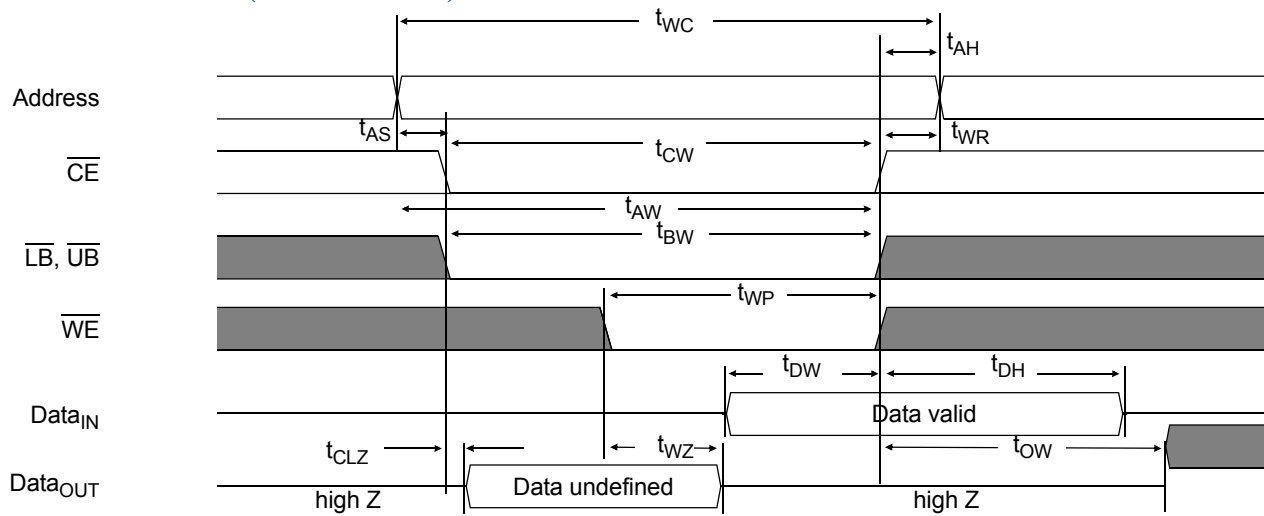 tWC
tAH
Address
tAS
tCW
tWR
CE
tAW
tBW
LB, UB
tWP
WE
tDW
tDH
DataIN
Data valid
tCLZ
tWZ
tOW
DataOUT
high Z
Data undefined
high Z